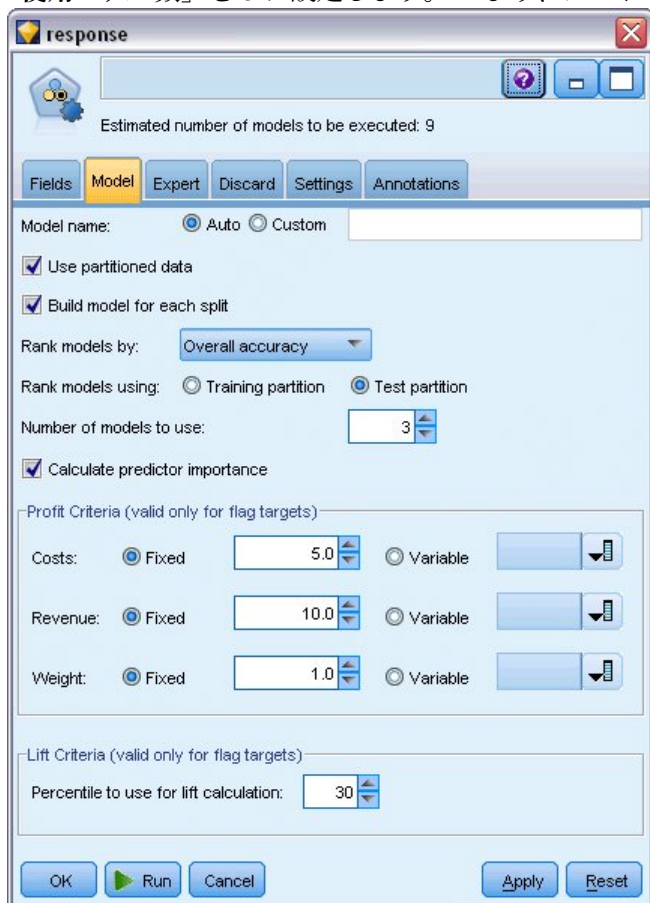 response
Estimated number of models to be executed: 9
Fields Model Expert Discard Settings Annotations
Model name: Auto Custom
Use partitioned data
Build model for each split
Rank models by: Overall accuracy
Rank models using: Training partition Test partition
Number of models to use: 3
Calculate predictor importance
Profit Criteria (valid only for flag targets)
Costs: Fixed 5.0 Variable
Revenue: Fixed 10.0 Variable
Weight: Fixed 1.0 Variable
Lift Criteria (valid only for flag targets)
Percentile to use for lift calculation: 30
OK Run Cancel Apply Reset